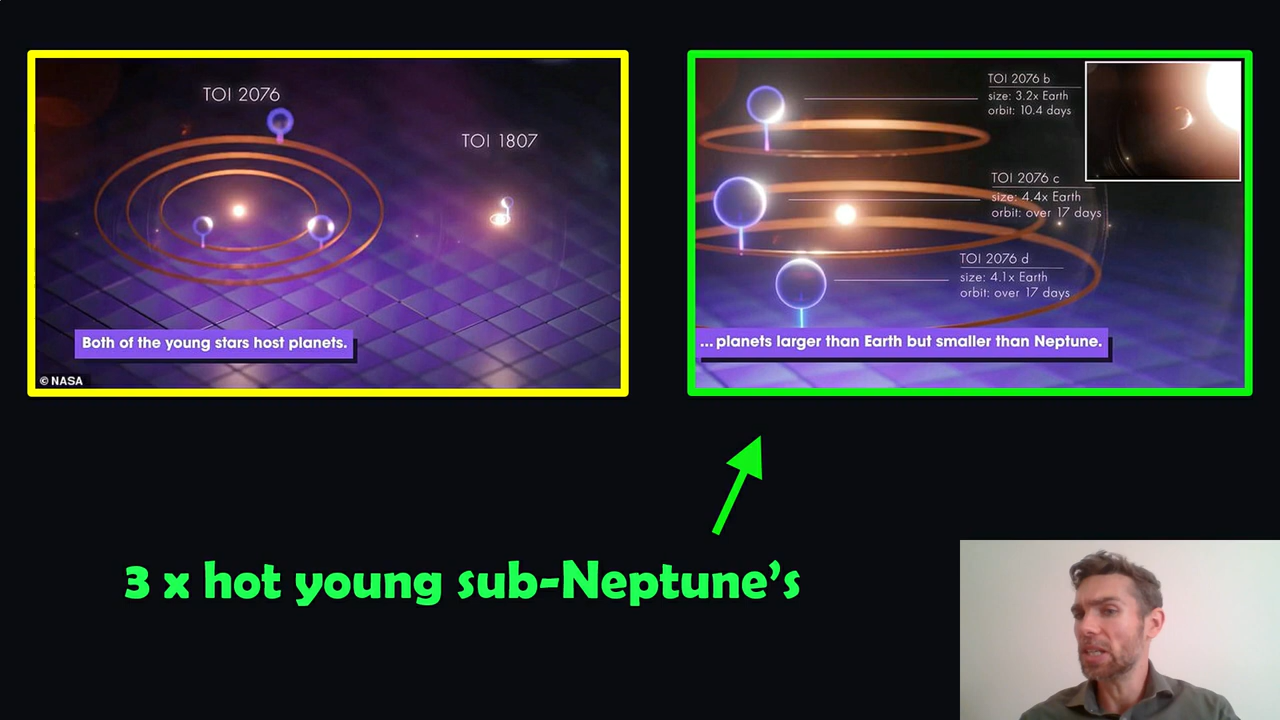 TOI 2076
TOI 1807
Both of the young stars host planets.
© NASA
TOI 2076 b
size: 3.2x Earth
orbit: 10.4 days
TOI 2076 c
size: 4.4x Earth
orbit: over 17 days
TOI 2076 d
size: 4.1x Earth
orbit: over 17 days
... planets larger than Earth but smaller than Neptune.
3 x hot young sub-Neptune’s